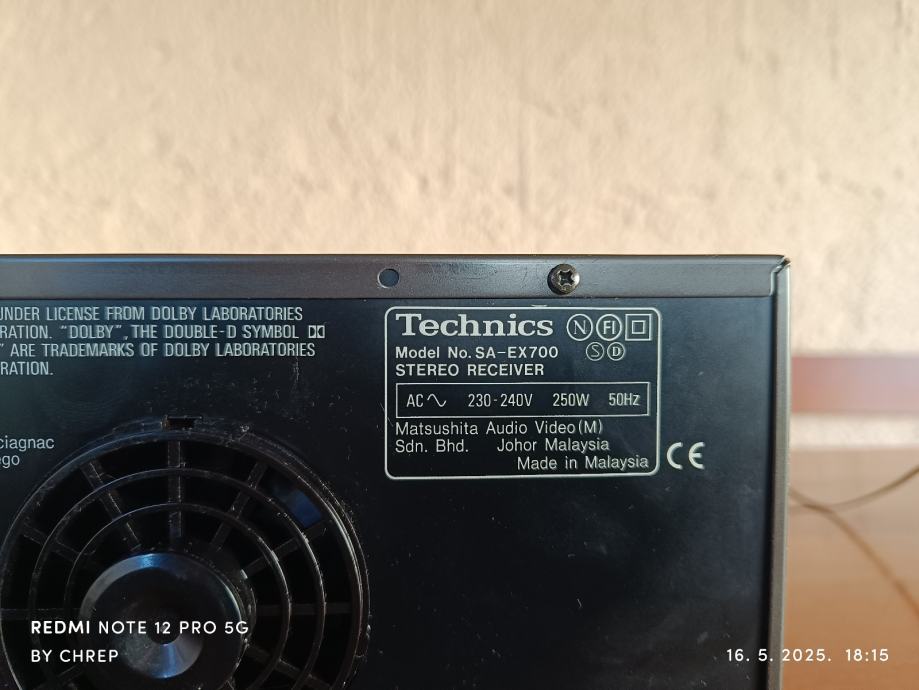 UNDER LICENSE FROM DOLBY LABORATORIES
RATION. “DOLBY”, THE DOUBLE-D SYMBOL
” ARE TRADEMARKS OF DOLBY LABORATORIES
RATION.
ciagnac
ego
Technics N FI
Model No. SA-EX700 S D
STEREO RECEIVER
AC 230-240V 250W 50Hz
Matsushita Audio Video (M)
Sdn. Bhd. Johor Malaysia
Made in Malaysia
CE
REDMI NOTE 12 PRO 5G
BY CHREP
16. 5. 2025. 18:15